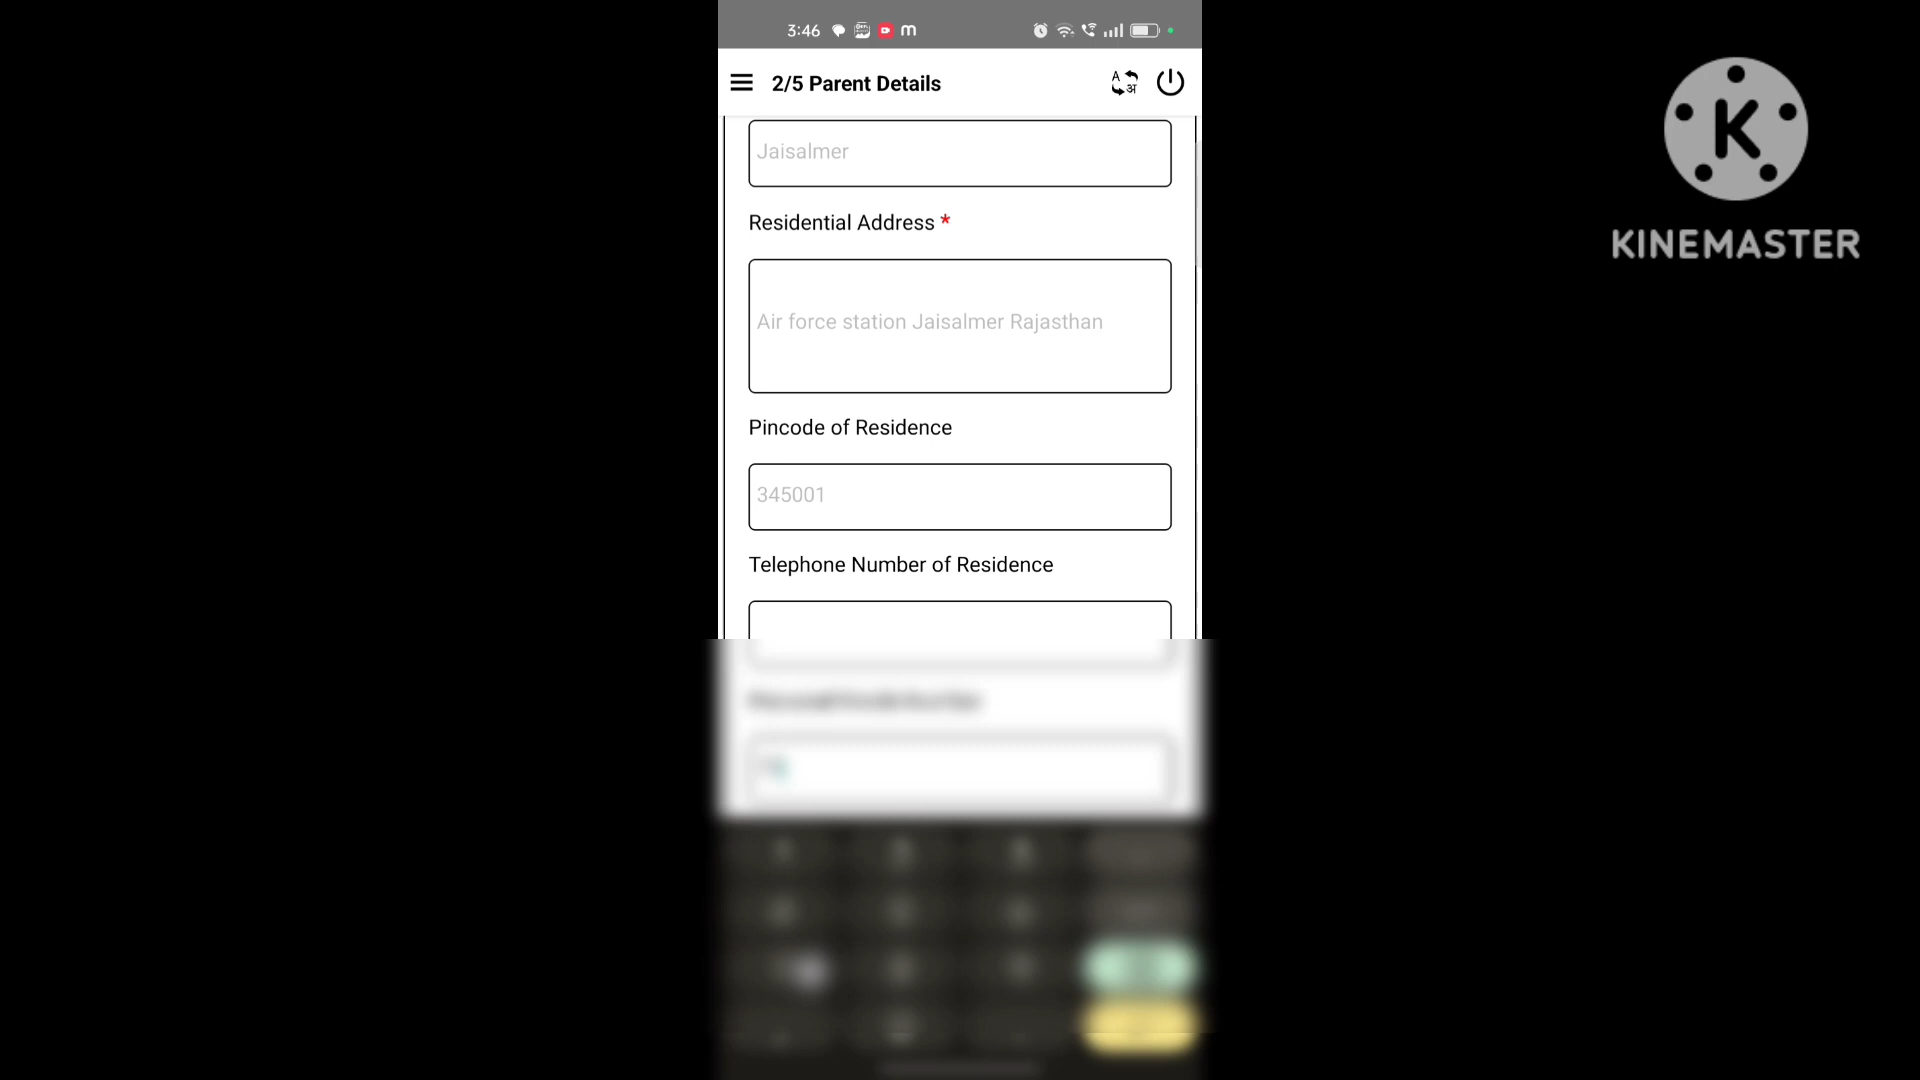 3:46
2/5 Parent Details
A
अ
Jaisalmer
Residential Address *
Air force station Jaisalmer Rajasthan
Pincode of Residence
345001
Telephone Number of Residence
K
KINEMASTER